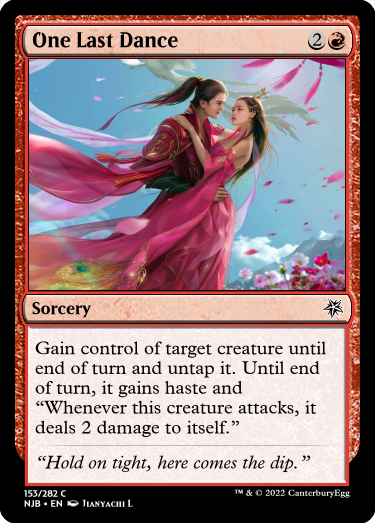 One Last Dance 2
Sorcery
Gain control of target creature until
end of turn and untap it. Until end
of turn, it gains haste and
“Whenever this creature attacks, it
deals 2 damage to itself.”
“Hold on tight, here comes the dip.”
153/282 C
NJB • EN Jianyachi L
™ & © 2022 CanterburyEgg